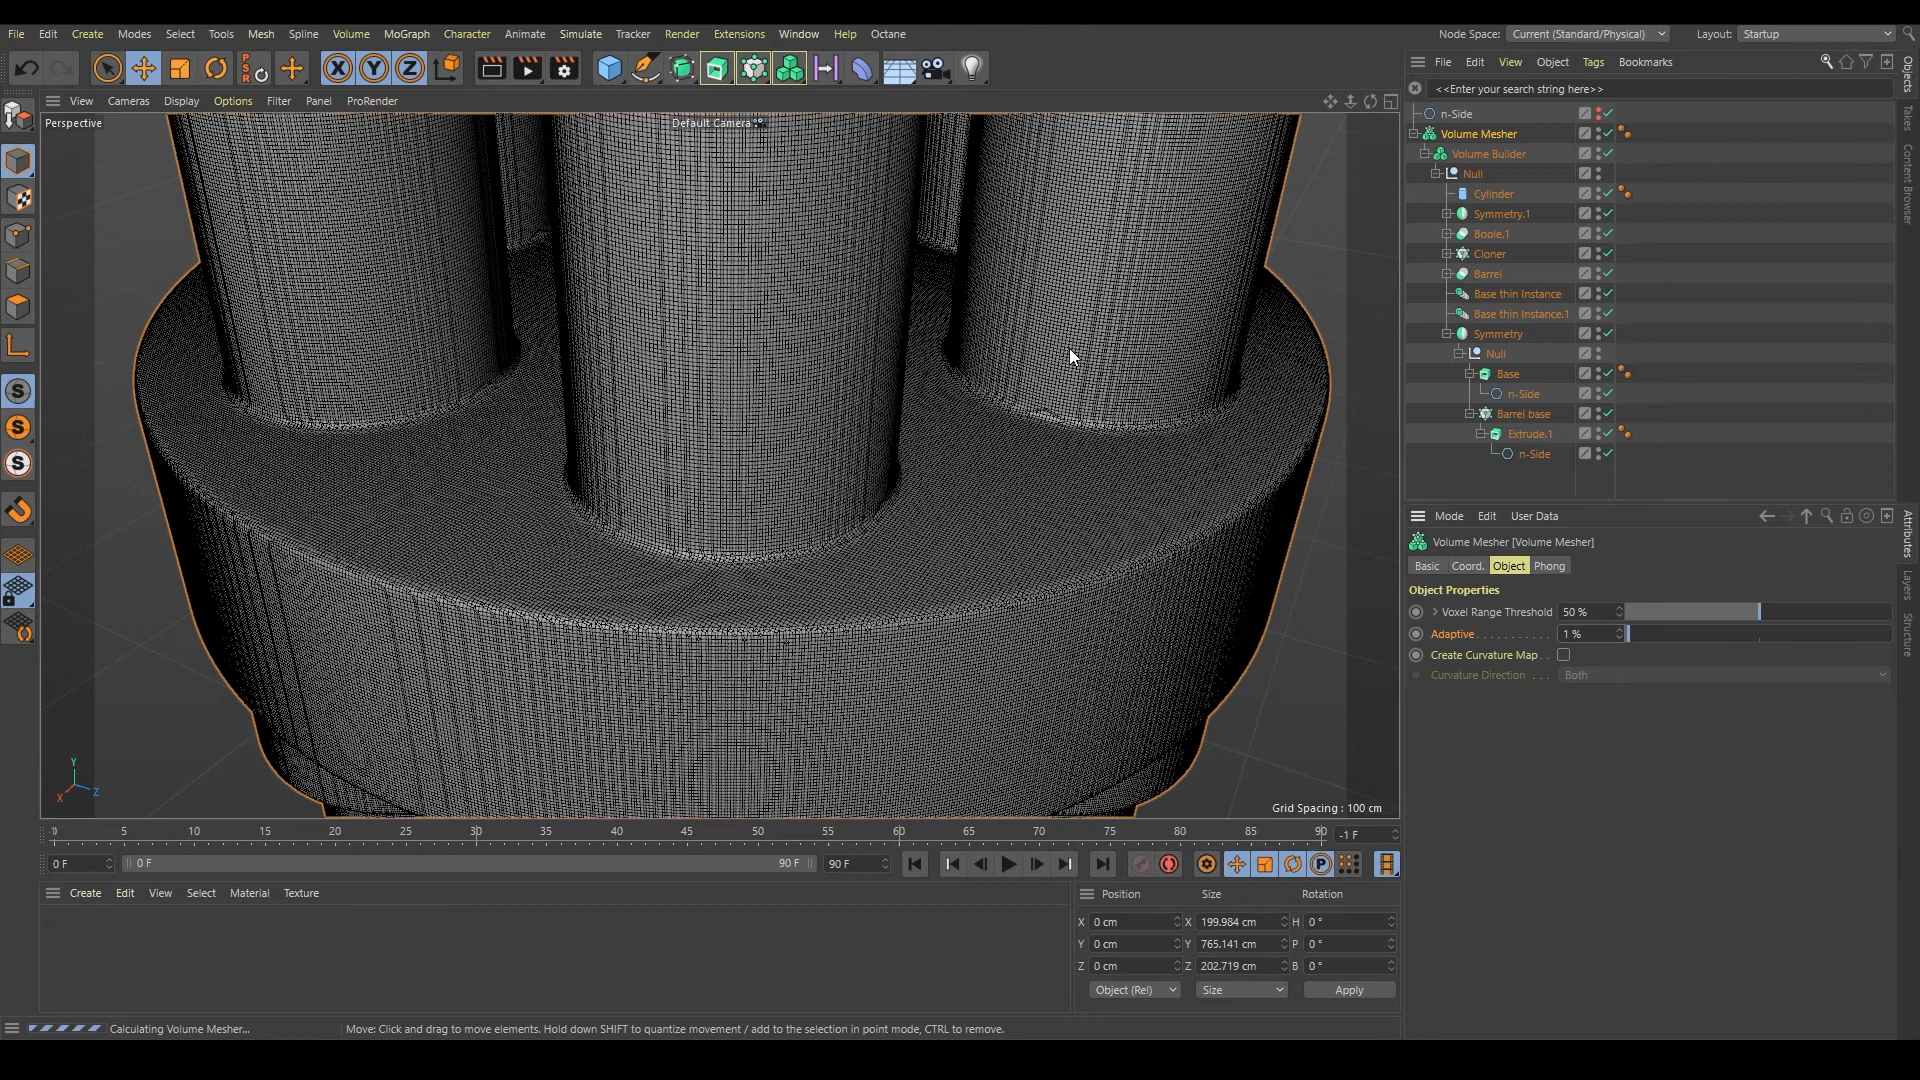 File Edit Create Modes Select Tools Mesh Spline Volume MoGraph Character Animate Simulate Tracker Render Extensions Window Help Octane
Node Space: Current (Standard/Physical) Layout: Startup
X Y Z PSR
File Edit View Object Tags Bookmarks
<<Enter your search string here>>
View Cameras Display Options Filter Panel ProRender
Perspective
Default Camera
n-Side
Volume Mesher
Volume Builder
Null
Cylinder
Symmetry.1
Boole.1
Cloner
Barrel
Base thin Instance
Base thin Instance.1
Symmetry
Null
Base
n-Side
Barrel base
Extrude.1
n-Side
Objects
Takes
Content Browser
Mode Edit User Data
Volume Mesher [Volume Mesher]
Basic Coord. Object Phong
Object Properties
Voxel Range Threshold 50 %
Adaptive . . . . . . . . . . 1 %
Create Curvature Map . .
Curvature Direction . . . Both
Attributes
Layers
Structure
Y
X Z
Grid Spacing : 100 cm
0 5 10 15 20 25 30 35 40 45 50 55 60 65 70 75 80 85 90 -1 F
0 F 0 F 90 F 90 F
Create Edit View Select Material Texture
Position Size Rotation
X 0 cm X 199.984 cm H 0 °
Y 0 cm Y 765.141 cm P 0 °
Z 0 cm Z 202.719 cm B 0 °
Object (Rel) Size Apply
Calculating Volume Mesher... Move: Click and drag to move elements. Hold down SHIFT to quantize movement / add to the selection in point mode, CTRL to remove.